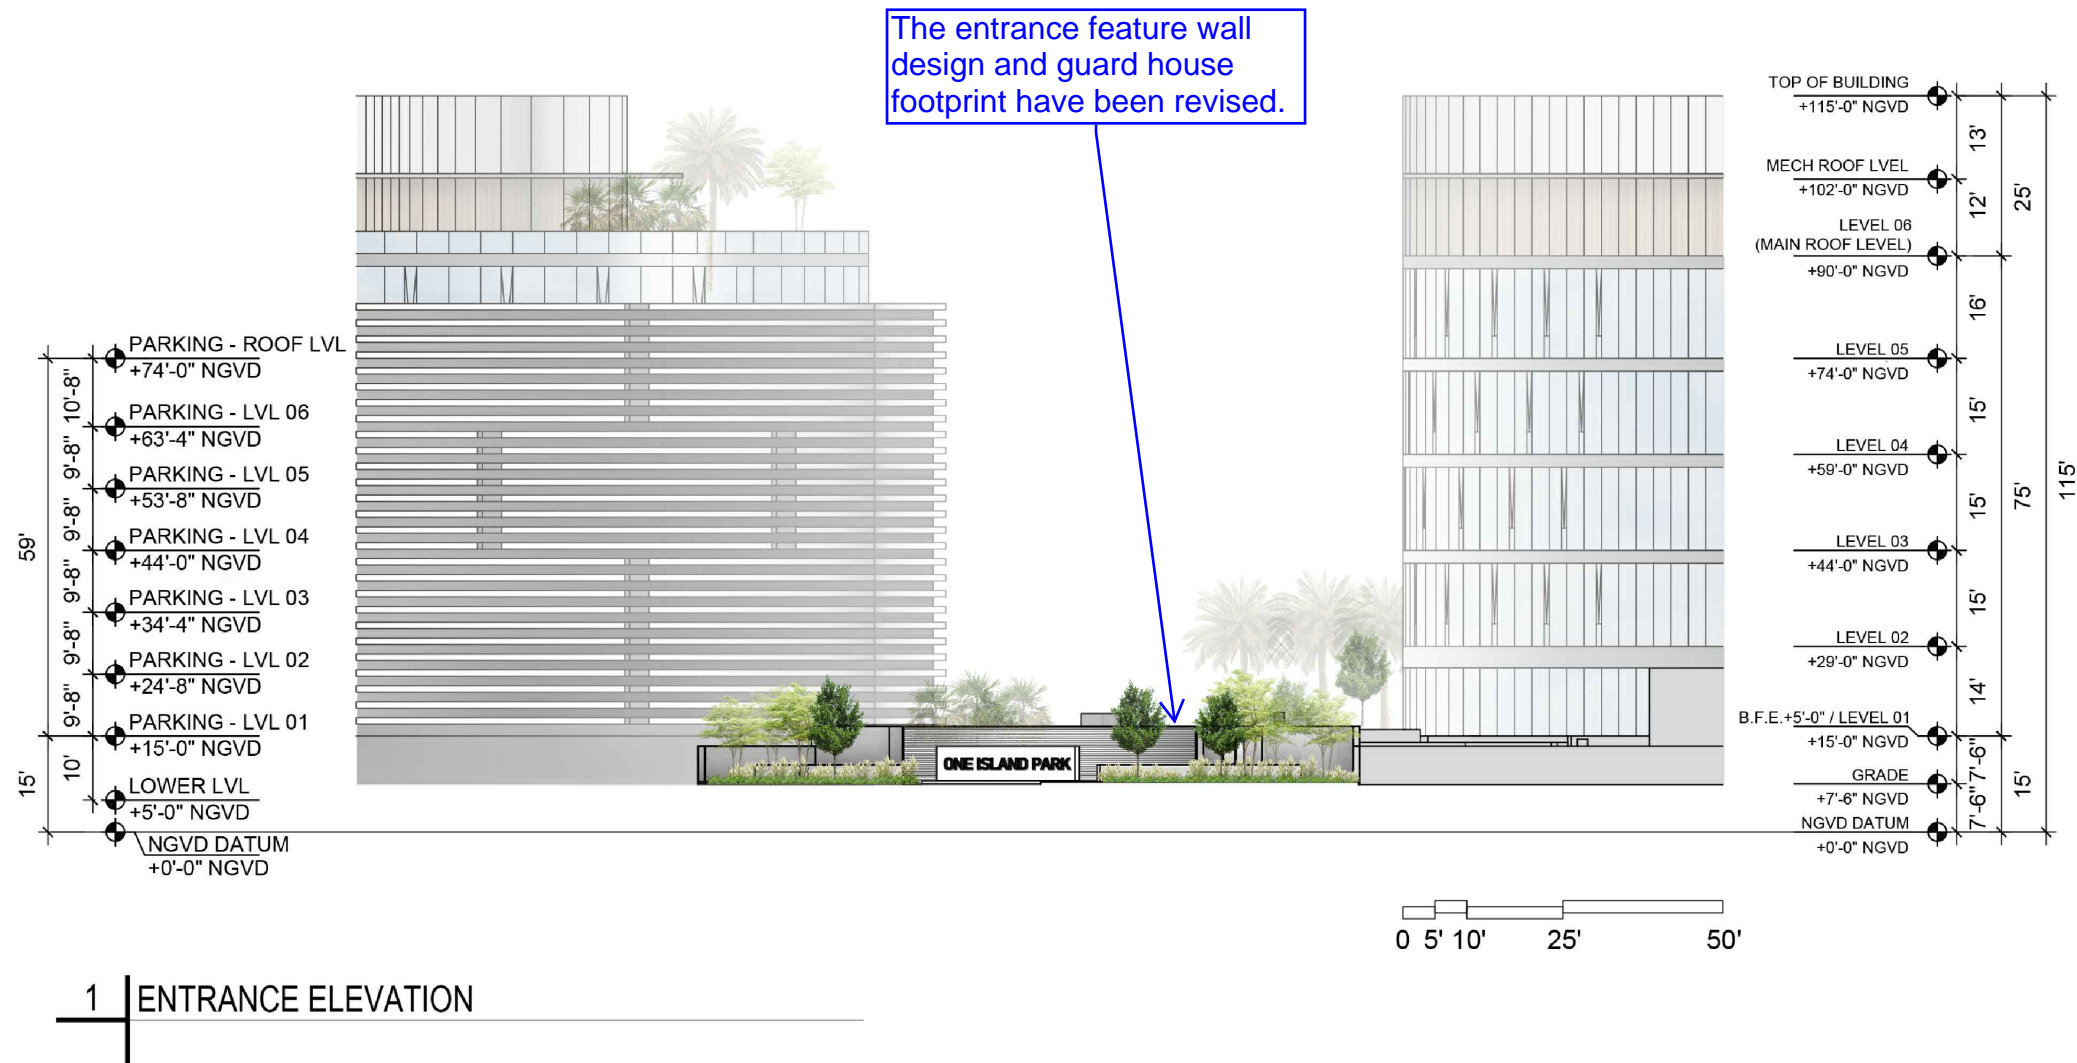 The entrance feature wall
design and guard house
footprint have been revised.
TOP OF BUILDING
+115'-0" NGVD
MECH ROOF LVEL
+102'-0" NGVD
LEVEL 06
(MAIN ROOF LEVEL)
+90'-0" NGVD
LEVEL 05
+74'-0" NGVD
LEVEL 04
+59'-0" NGVD
LEVEL 03
+44'-0" NGVD
LEVEL 02
+29'-0" NGVD
B.F.E.+5'-0" / LEVEL 01
+15'-0" NGVD
GRADE
+7'-6" NGVD
NGVD DATUM
+0'-0" NGVD
13'
12'
16'
15'
15'
15'
14'
7'-6"
7'-6"
25'
75'
15'
115'
PARKING - ROOF LVL
+74'-0" NGVD
PARKING - LVL 06
+63'-4" NGVD
PARKING - LVL 05
+53'-8" NGVD
PARKING - LVL 04
+44'-0" NGVD
PARKING - LVL 03
+34'-4" NGVD
PARKING - LVL 02
+24'-8" NGVD
PARKING - LVL 01
+15'-0" NGVD
LOWER LVL
+5'-0" NGVD
NGVD DATUM
+0'-0" NGVD
10'-8"
9'-8"
9'-8"
9'-8"
9'-8"
9'-8"
10'
59'
15'
ONE ISLAND PARK
0 5' 10' 25' 50'
1 ENTRANCE ELEVATION